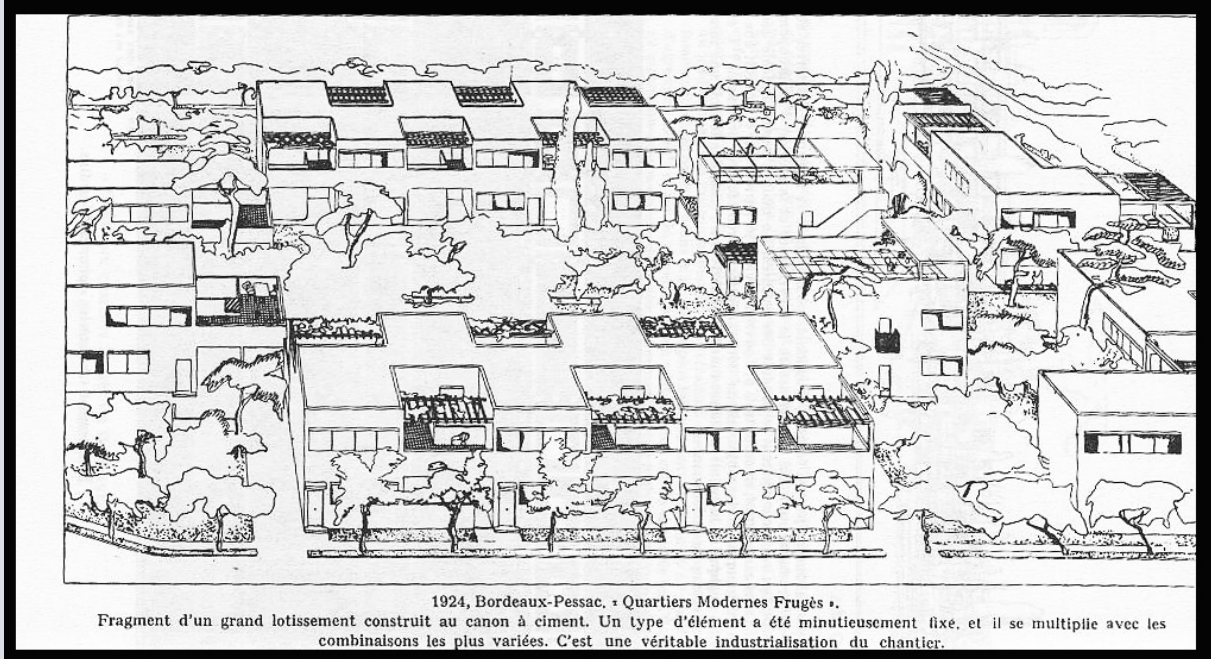 1924, Bordeaux-Pessac. « Quartiers Modernes Frugès ».
Fragment d'un grand lotissement construit au canon à ciment. Un type d'élément a été minutieusement fixé, et il se multiplie avec les
combinaisons les plus variées. C'est une véritable industrialisation du chantier.